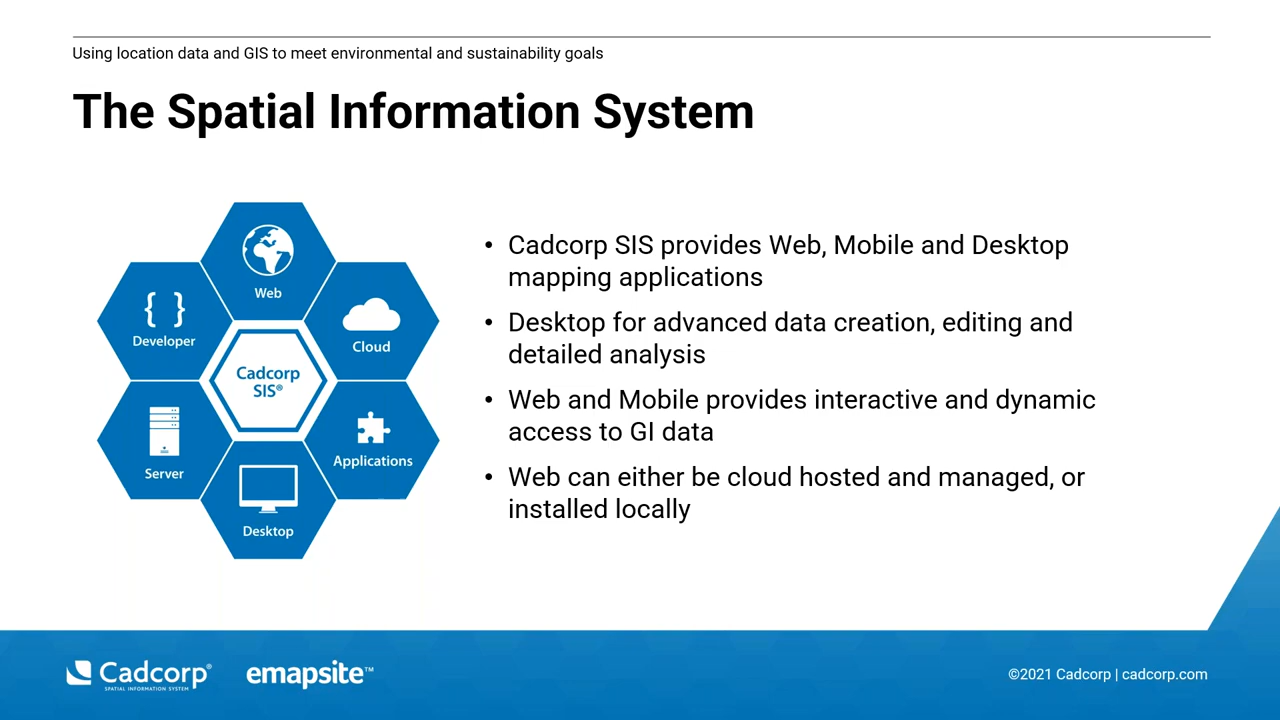 Using location data and GIS to meet environmental and sustainability goals
The Spatial Information System
Web
Developer
Cloud
Cadcorp
SIS®
Server
Applications
Desktop
• Cadcorp SIS provides Web, Mobile and Desktop
mapping applications
• Desktop for advanced data creation, editing and
detailed analysis
• Web and Mobile provides interactive and dynamic
access to GI data
• Web can either be cloud hosted and managed, or
installed locally
Cadcorp®
SPATIAL INFORMATION SYSTEM
emapsite™
©2021 Cadcorp | cadcorp.com